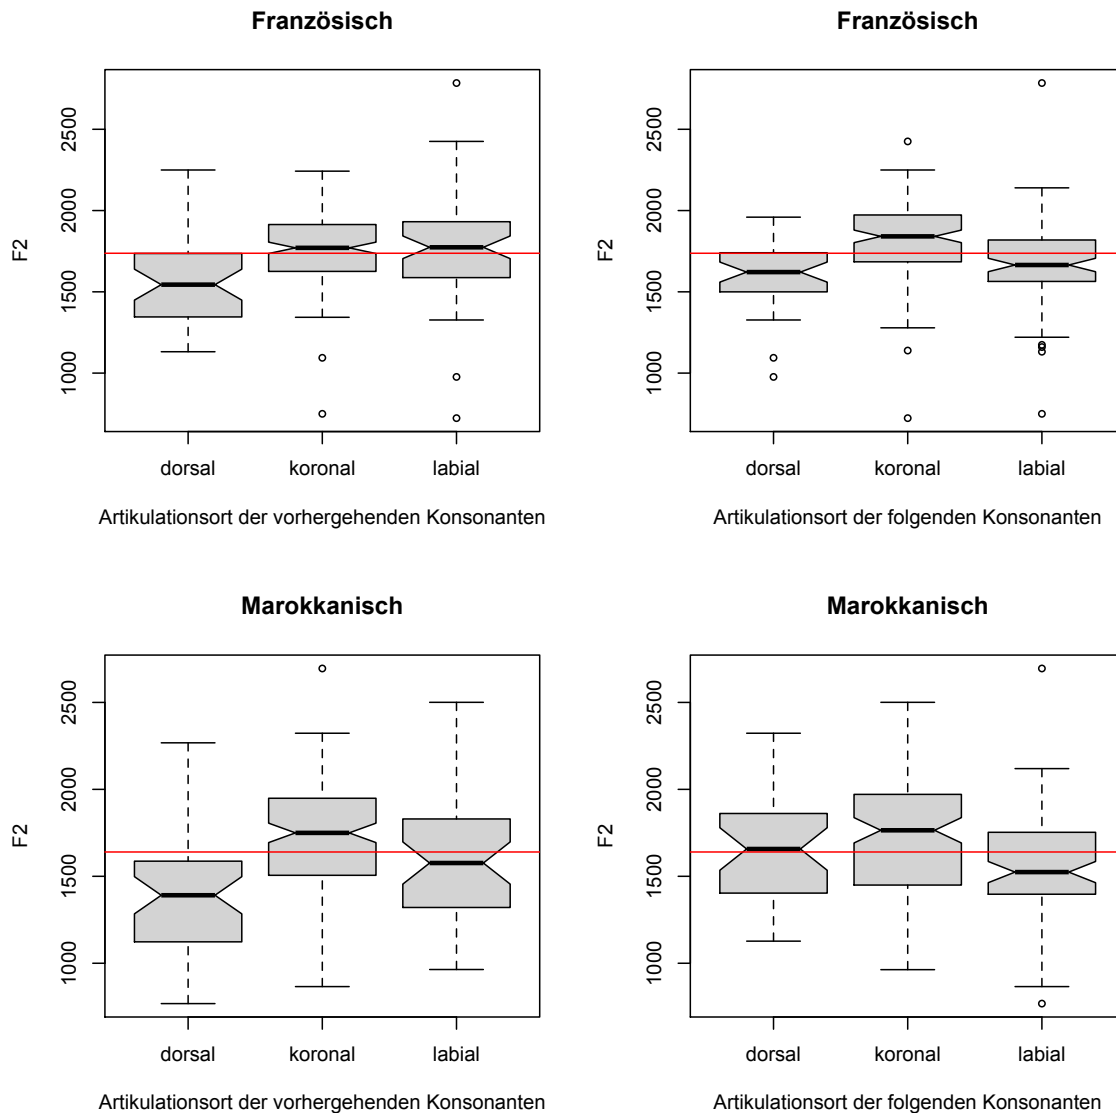 Französisch
F2
2500
2000
1500
1000
dorsal koronal labial
Artikulationsort der vorhergehenden Konsonanten
Französisch
F2
2500
2000
1500
1000
dorsal koronal labial
Artikulationsort der folgenden Konsonanten
Marokkanisch
F2
2500
2000
1500
1000
dorsal koronal labial
Artikulationsort der vorhergehenden Konsonanten
Marokkanisch
F2
2500
2000
1500
1000
dorsal koronal labial
Artikulationsort der folgenden Konsonanten